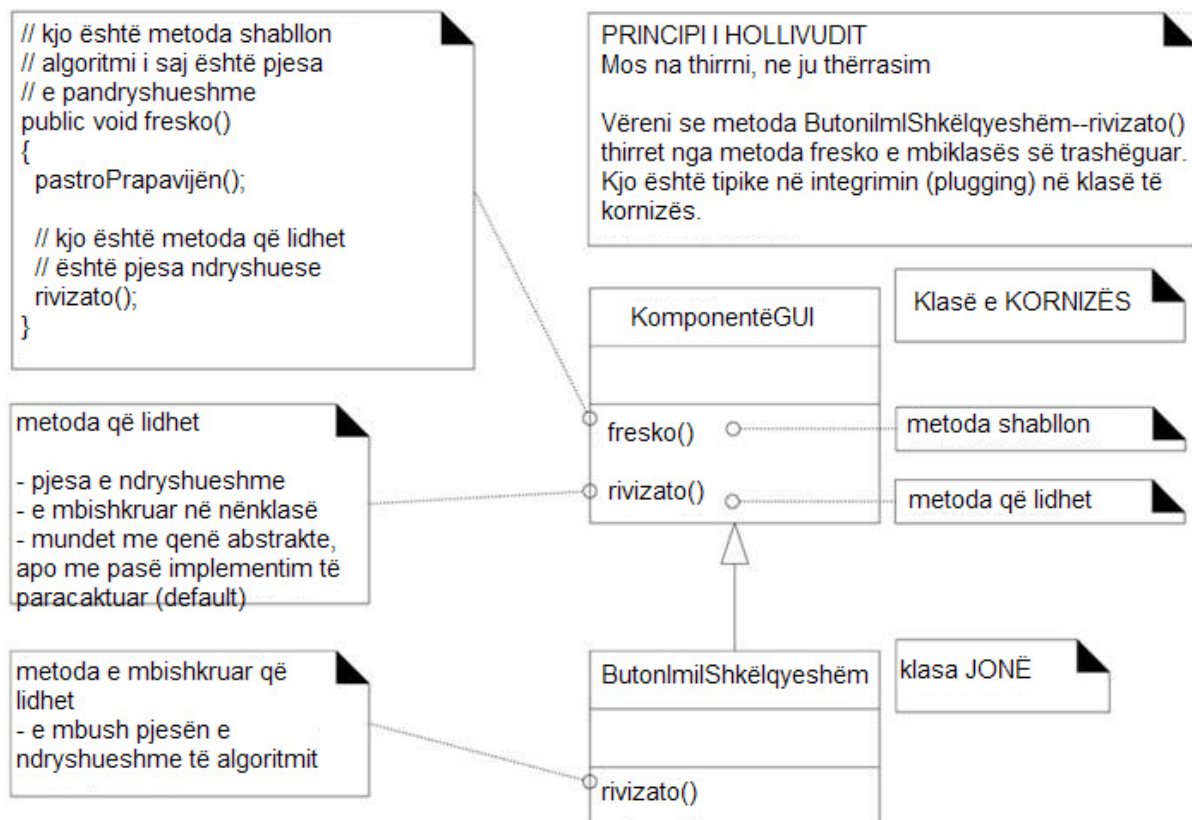 // kjo është metoda shabllon
// algoritmi i saj është pjesa
// e pandryshueshme
public void fresko()
{
pastroPrapavijën();
// kjo është metoda që lidhet
// është pjesa ndryshuese
rivizato();
}
PRINCIPI I HOLLIVUDIT
Mos na thirrni, ne ju thërrasim
Vëreni se metoda ButonilmlShkëlqyeshëm--rivizato()
thirret nga metoda fresko e mbiklasës së trashëguar.
Kjo është tipike në integrimin (plugging) në klasë të
kornizës.
KomponentëGUI
Klasë e KORNIZËS
fresko()
metoda shabllon
rivizato()
metoda që lidhet
metoda që lidhet
- pjesa e ndryshueshme
- e mbishkruar në nënklasë
- mundet me qenë abstrakte,
apo me pasë implementim të
paracaktuar (default)
metoda e mbishkruar që
lidhet
- e mbush pjesën e
ndryshueshme të algoritmit
ButonImiIShkëlqyeshëm
klasa JONË
rivizato()